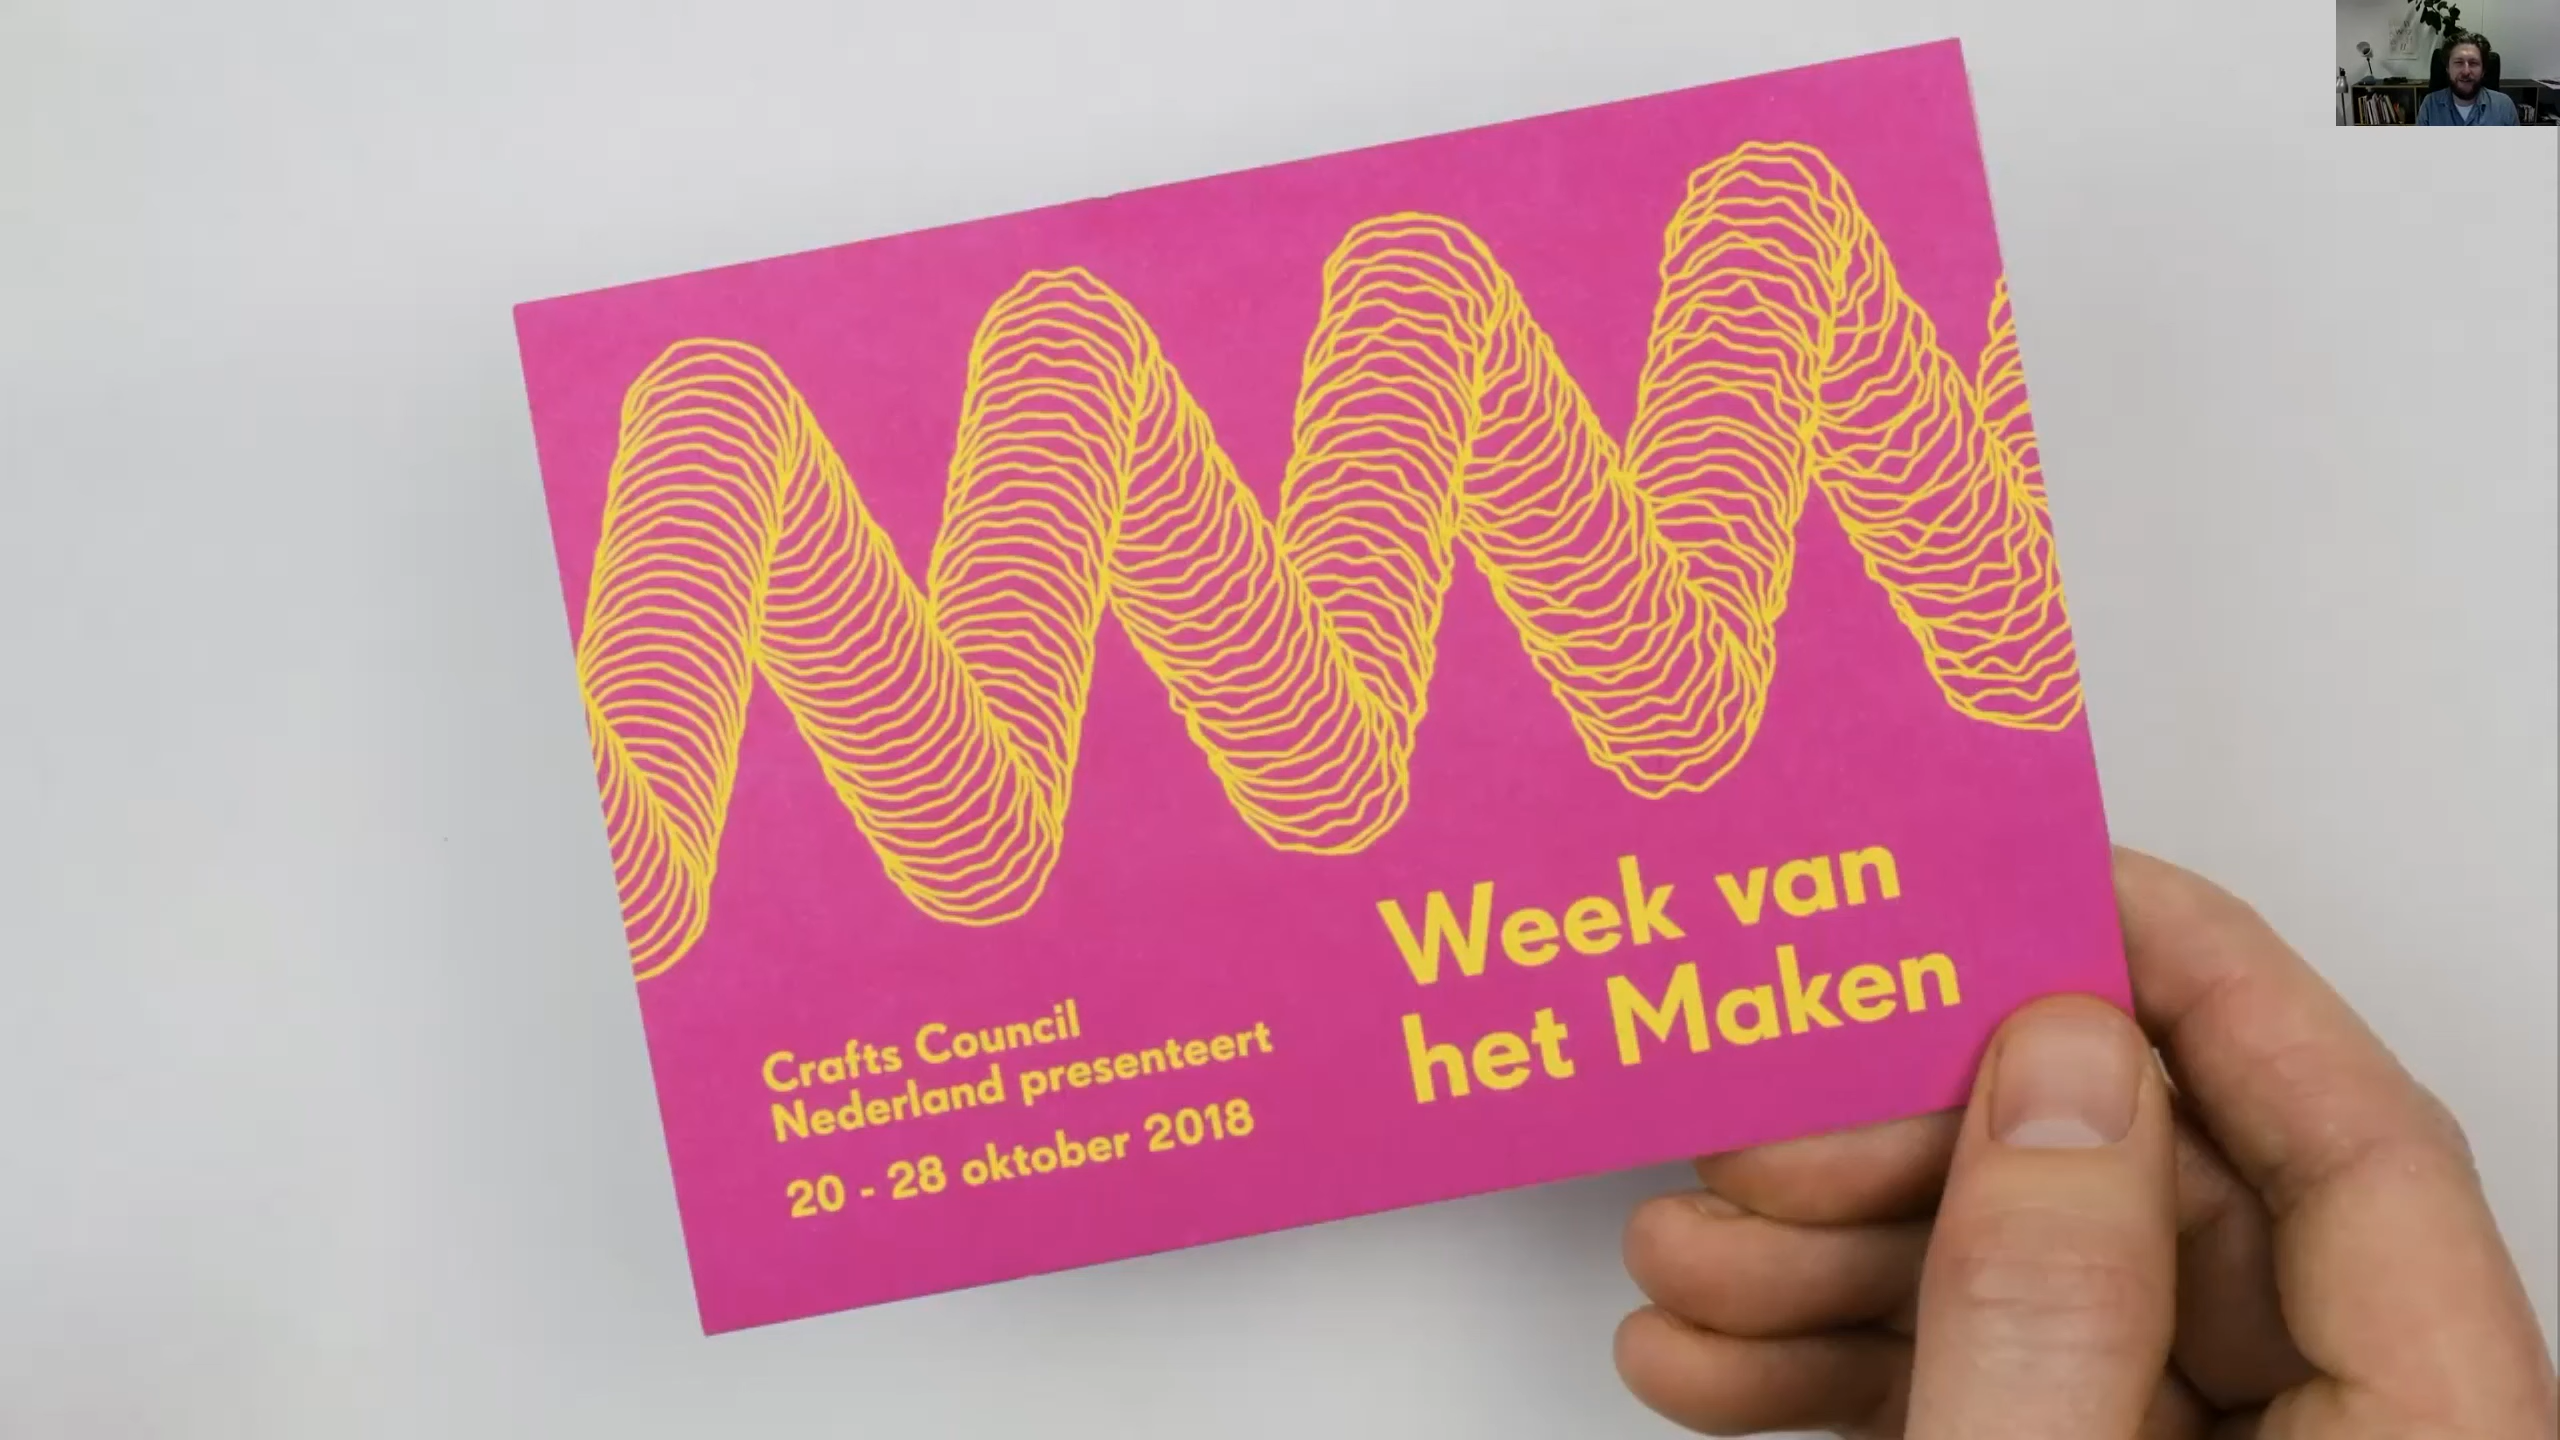 Crafts Council
Nederland presenteert
20 - 28 oktober 2018
Week van
het Maken